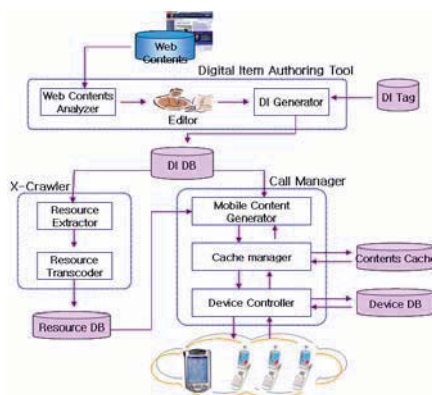 Web
Contents
Digital Item Authoring Tool
Web Contents
Analyzer
Editor
DI Generator
DI Tag
DI DB
X-Crawler
Call Manager
Resource
Extractor
Mobile Content
Generator
Resource
Transcoder
Cache manager
Contents Cache
Resource DB
Device Controller
Device DB